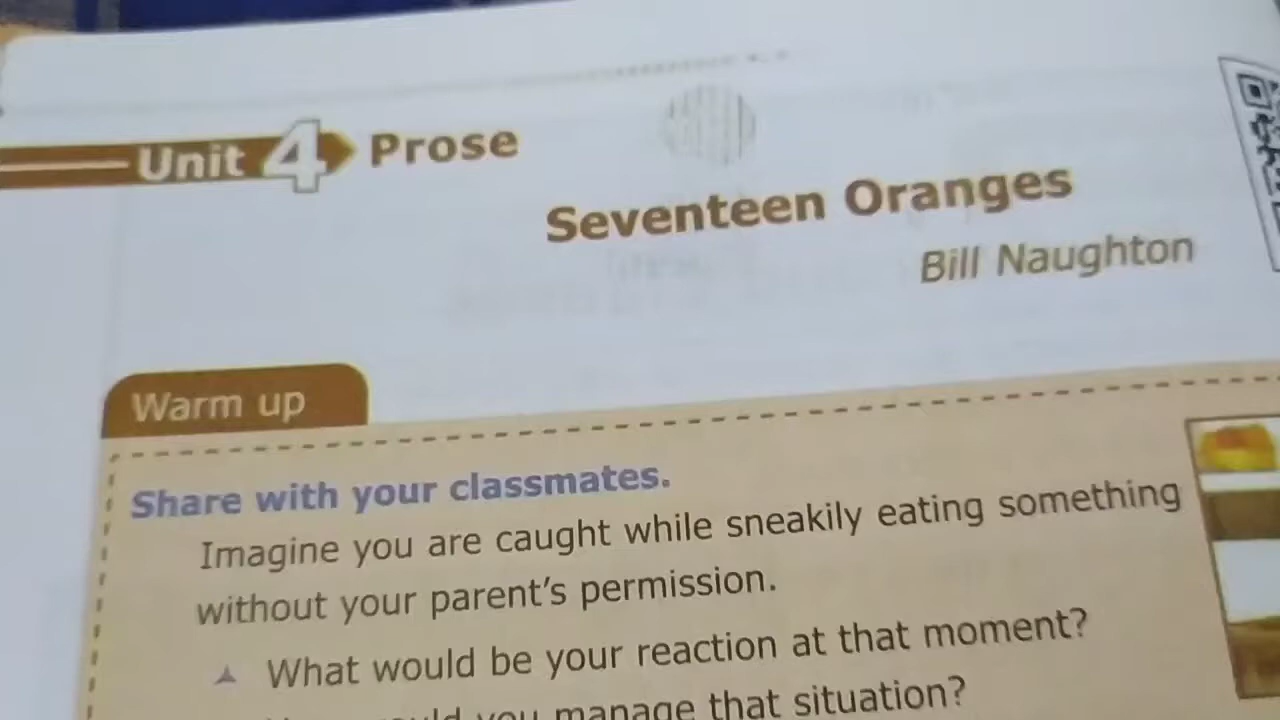 Unit 4 Prose
Seventeen Oranges
Bill Naughton
Warm up
Share with your classmates.
Imagine you are caught while sneakily eating something
without your parent's permission.
What would be your reaction at that moment?
you manage that situation?